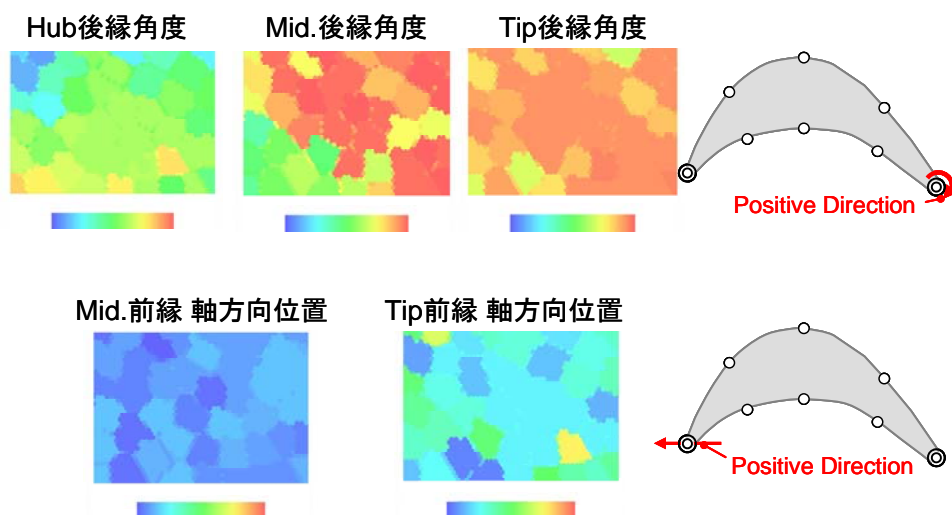 Hub後縁角度
Mid.後縁角度
Tip後縁角度
Positive Direction
Mid.前縁 軸方向位置
Tip前縁 軸方向位置
Positive Direction